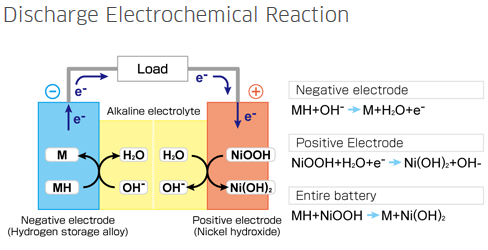 Discharge Electrochemical Reaction
Load
⊖
e-
e-
⊕
Alkaline electrolyte
e-
e-
M
H₂O
H₂O
NiOOH
MH
OH-
OH-
Ni(OH)₂
Negative electrode
(Hydrogen storage alloy)
Positive electrode
(Nickel hydroxide)
Negative electrode
MH+OH- → M+H₂O+e-
Positive Electrode
NiOOH+H₂O+e- → Ni(OH)₂+OH-
Entire battery
MH+NiOOH → M+Ni(OH)₂